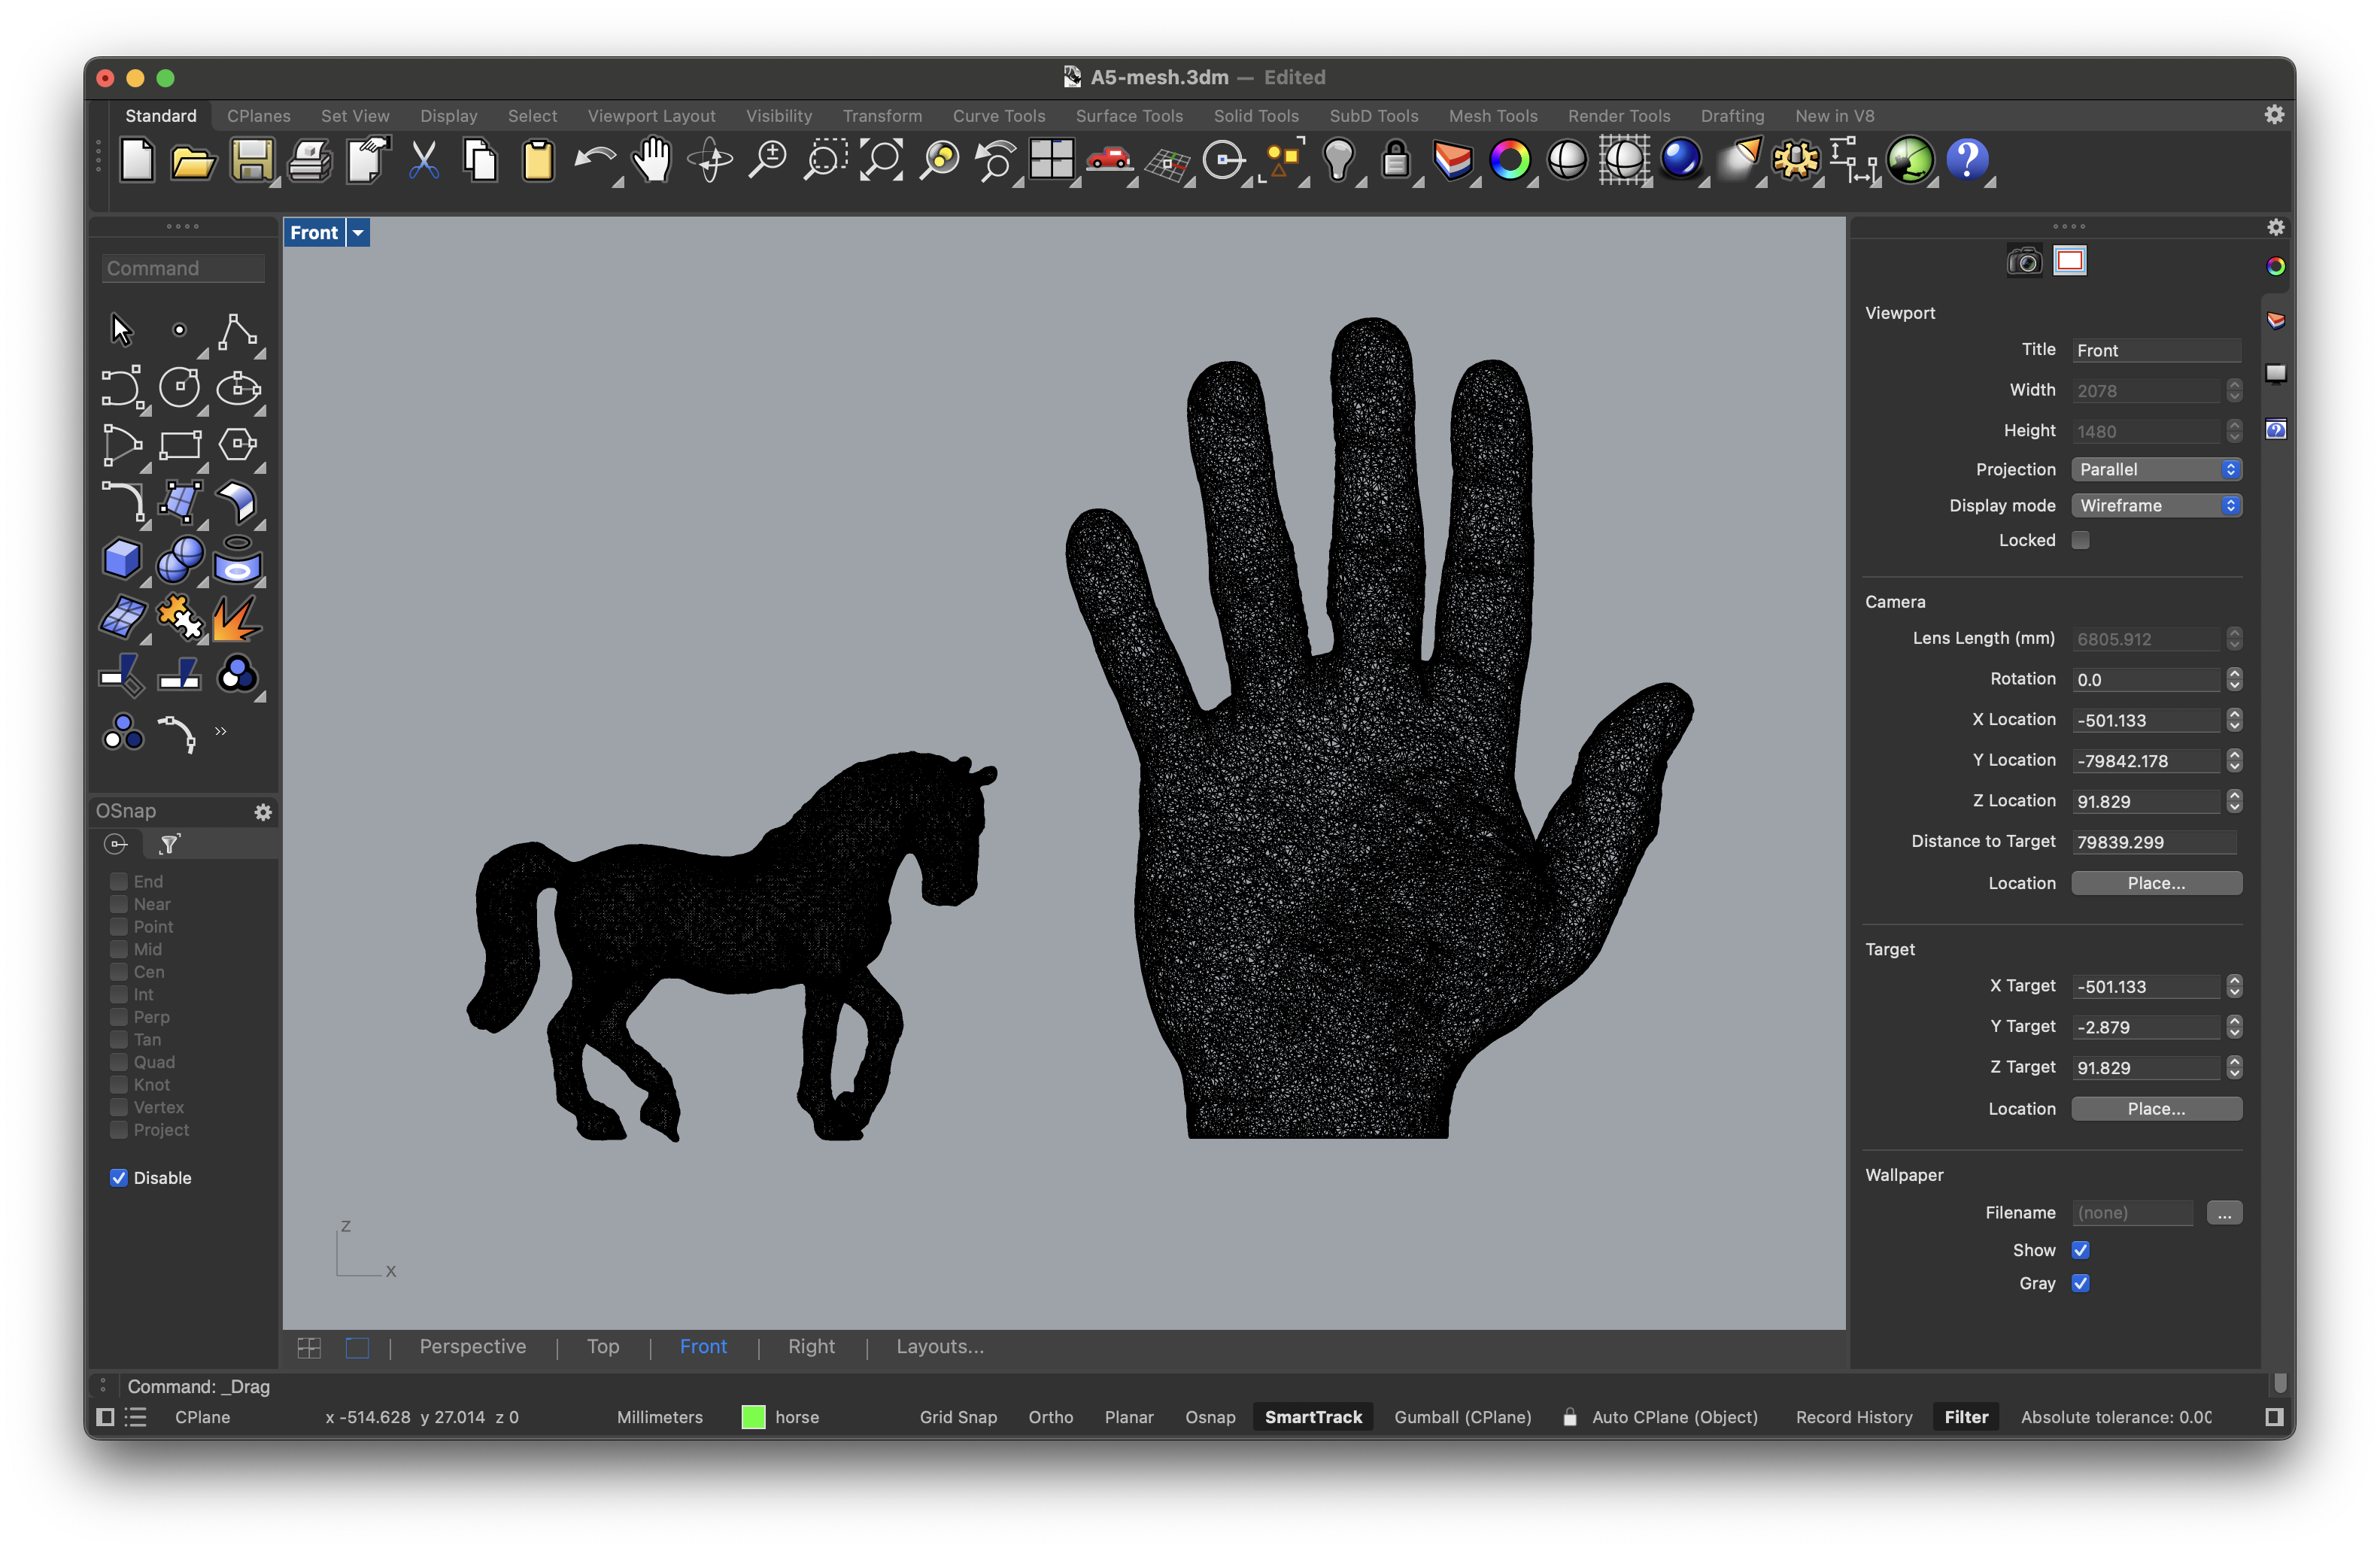 A5-mesh.3dm — Edited
Standard CPlanes Set View Display Select Viewport Layout Visibility Transform Curve Tools Surface Tools Solid Tools SubD Tools Mesh Tools Render Tools Drafting New in V8
Command
Front
OSnap
End
Near
Point
Mid
Cen
Int
Perp
Tan
Quad
Knot
Vertex
Project
Disable
z
x
Viewport
Title Front
Width 2078
Height 1480
Projection Parallel
Display mode Wireframe
Locked
Camera
Lens Length (mm) 6805.912
Rotation 0.0
X Location -501.133
Y Location -79842.178
Z Location 91.829
Distance to Target 79839.299
Location Place...
Target
X Target -501.133
Y Target -2.879
Z Target 91.829
Location Place...
Wallpaper
Filename (none) ...
Show
Gray
Perspective | Top | Front | Right | Layouts...
Command: _Drag
CPlane x -514.628 y 27.014 z 0 Millimeters horse Grid Snap Ortho Planar Osnap SmartTrack Gumball (CPlane) Auto CPlane (Object) Record History Filter Absolute tolerance: 0.00